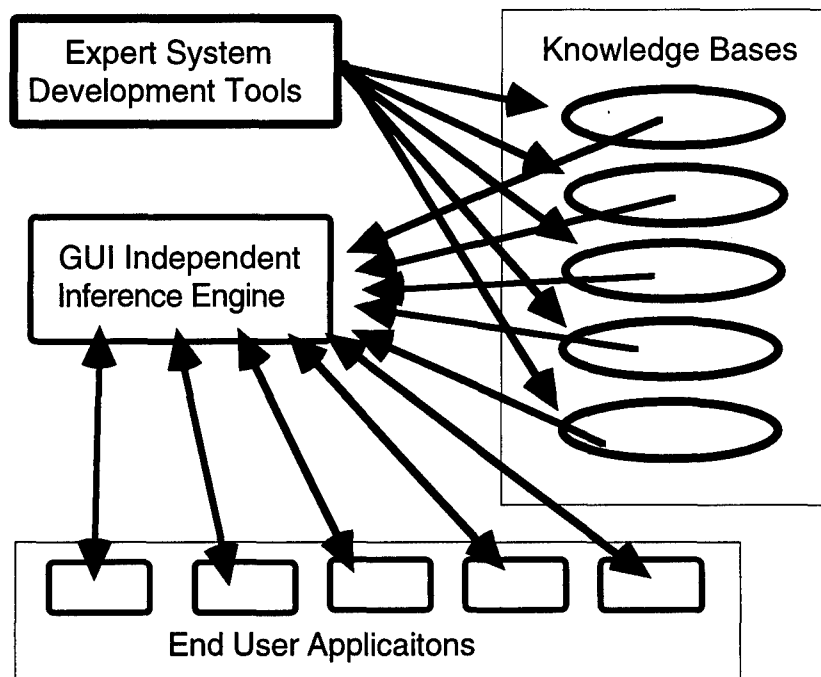 Expert System
Development Tools
Knowledge Bases
GUI Independent
Inference Engine
End User Applicaitons